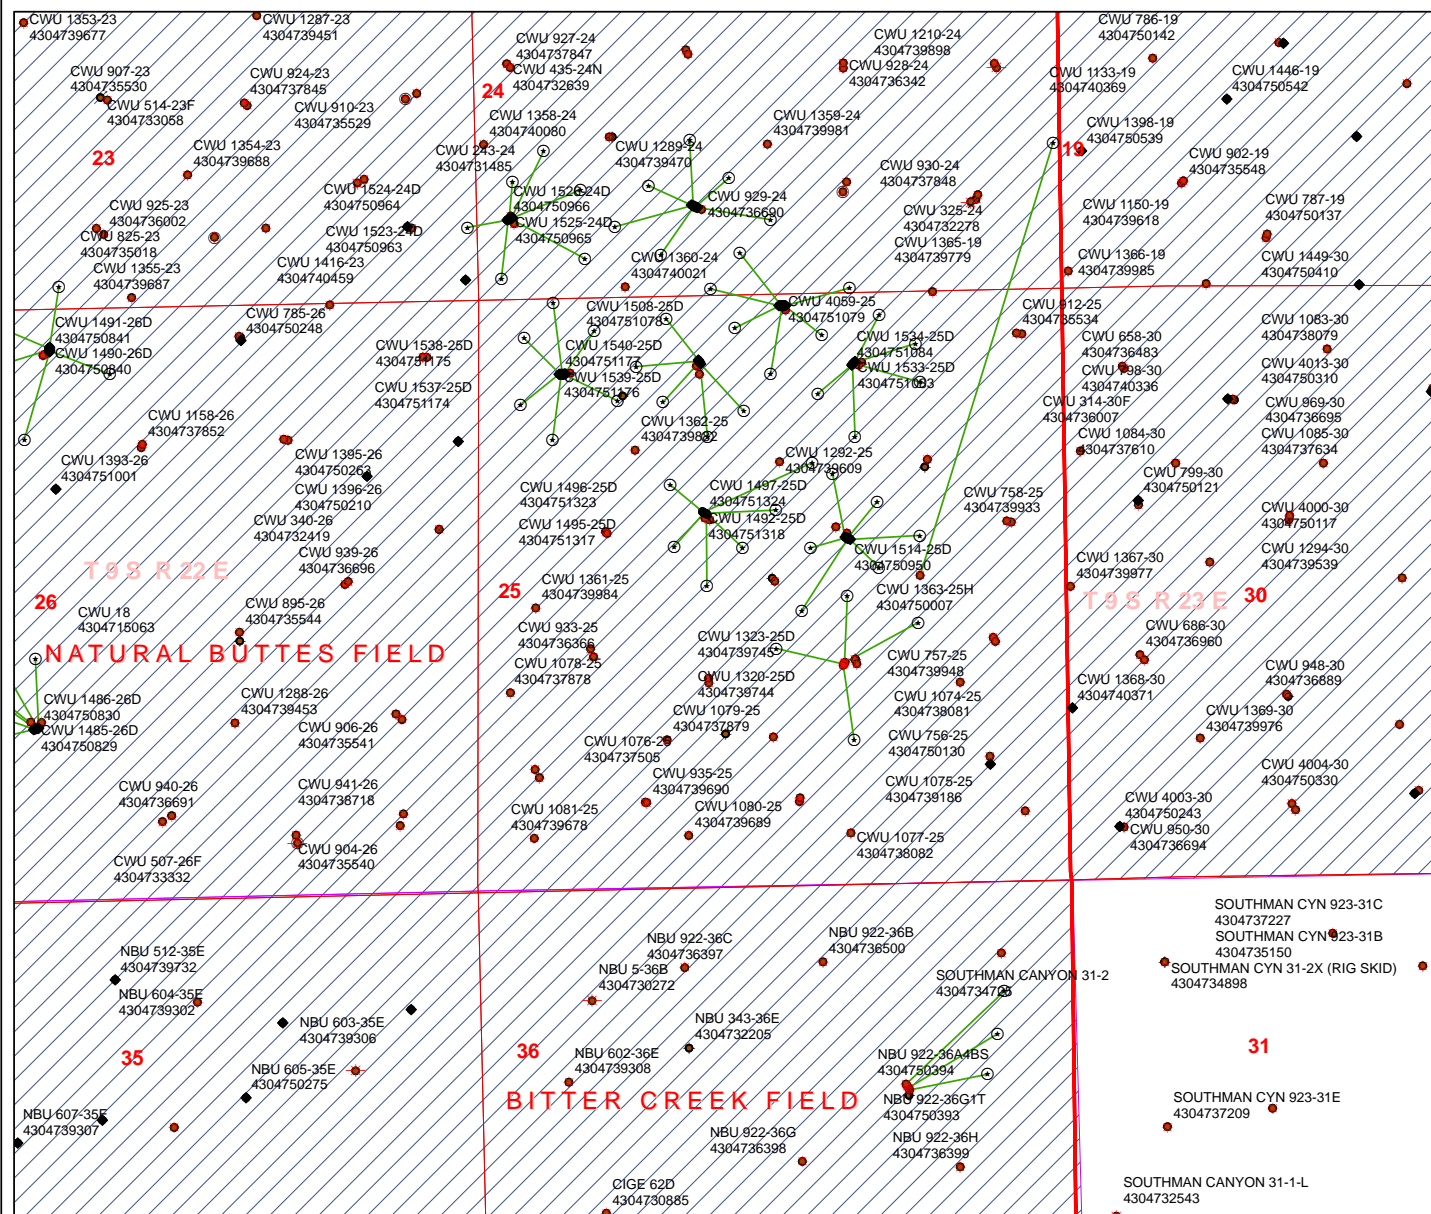 CWU 1353-23
4304739677
CWU 1287-23
4304739451
CWU 907-23
4304735530
CWU 514-23F
4304733058
CWU 924-23
4304737845
CWU 910-23
4304735529
CWU 1354-23
4304739688
23
CWU 925-23
4304736002
CWU 825-23
4304735018
CWU 1355-23
4304739687
CWU 1524-24D
4304750964
CWU 1523-24D
4304750963
CWU 1416-23
4304740459
CWU 927-24
4304737847
CWU 435-24N
4304732639
24
CWU 1358-24
4304740080
CWU 243-24
4304731485
CWU 1289-24
4304739470
CWU 1526-24D
4304750966
CWU 1525-24D
4304750965
CWU 929-24
4304736690
CWU 1360-24
4304740021
CWU 1210-24
4304739898
CWU 928-24
4304736342
CWU 1359-24
4304739981
CWU 930-24
4304737848
CWU 325-24
4304732278
CWU 1365-19
4304739779
CWU 786-19
4304750142
CWU 1133-19
4304740369
CWU 1446-19
4304750542
CWU 1398-19
4304750539
19
CWU 902-19
4304735548
CWU 1150-19
4304739618
CWU 787-19
4304750137
CWU 1366-19
4304739985
CWU 1449-30
4304750410
CWU 1491-26D
4304750841
CWU 1490-26D
4304750840
CWU 785-26
4304750248
CWU 1538-25D
4304751175
CWU 1537-25D
4304751174
CWU 1158-26
4304737852
CWU 1393-26
4304751001
CWU 1395-26
4304750263
CWU 1396-26
4304750210
CWU 340-26
4304732419
CWU 939-26
4304736696
T 9 S R 22 E
26
CWU 18
4304715063
CWU 895-26
4304735544
NATURAL BUTTES FIELD
CWU 1486-26D
4304750830
CWU 1485-26D
4304750829
CWU 1288-26
4304739453
CWU 906-26
4304735541
CWU 940-26
4304736691
CWU 941-26
4304738718
CWU 904-26
4304735540
CWU 507-26F
4304733332
CWU 1508-25D
4304751078
CWU 1540-25D
4304751177
CWU 1539-25D
4304751176
CWU 4059-25
4304751079
CWU 1534-25D
4304751084
CWU 1533-25D
CWU 912-25
4304735534
CWU 1362-25
CWU 1292-25
4304739609
CWU 1496-25D
4304751323
CWU 1495-25D
4304751317
CWU 1497-25D
4304751324
CWU 1492-25D
4304751318
CWU 758-25
4304739933
CWU 1514-25D
4304750950
CWU 1363-25H
4304750007
25
CWU 1361-25
4304739984
CWU 933-25
4304736366
CWU 1078-25
4304737878
CWU 1323-25D
4304739745
CWU 1320-25D
4304739744
CWU 1079-25
4304737879
CWU 1076-25
4304737505
CWU 757-25
4304739948
CWU 1074-25
4304738081
CWU 756-25
4304750130
CWU 1075-25
4304739186
CWU 935-25
4304739690
CWU 1081-25
4304739678
CWU 1080-25
4304739689
CWU 1077-25
4304738082
CWU 658-30
4304736483
CWU 798-30
4304740336
CWU 314-30F
4304736007
CWU 1084-30
4304737610
CWU 1083-30
4304738079
CWU 4013-30
4304750310
CWU 969-30
4304736695
CWU 1085-30
4304737634
CWU 799-30
4304750121
CWU 4000-30
4304750117
CWU 1294-30
4304739539
CWU 1367-30
4304739977
T 9 S R 23 E
30
CWU 686-30
4304736960
CWU 948-30
4304736889
CWU 1368-30
4304740371
CWU 1369-30
4304739976
CWU 4004-30
4304750330
CWU 4003-30
4304750243
CWU 950-30
4304736694
NBU 512-35E
4304739732
NBU 604-35E
4304739302
NBU 603-35E
4304739306
35
NBU 605-35E
4304750275
NBU 607-35E
4304739307
NBU 922-36C
4304736397
NBU 5-36B
4304730272
NBU 922-36B
4304736500
SOUTHMAN CANYON 31-2
4304734726
NBU 343-36E
4304732205
36
NBU 602-36E
4304739308
NBU 922-36A4BS
4304750394
BITTER CREEK FIELD
NBU 922-36G1T
4304750393
NBU 922-36G
4304736398
NBU 922-36H
4304736399
CIGE 62D
4304730885
SOUTHMAN CYN 923-31C
4304737227
SOUTHMAN CYN 923-31B
4304735150
SOUTHMAN CYN 31-2X (RIG SKID)
4304734898
31
SOUTHMAN CYN 923-31E
4304737209
SOUTHMAN CANYON 31-1-L
4304732543